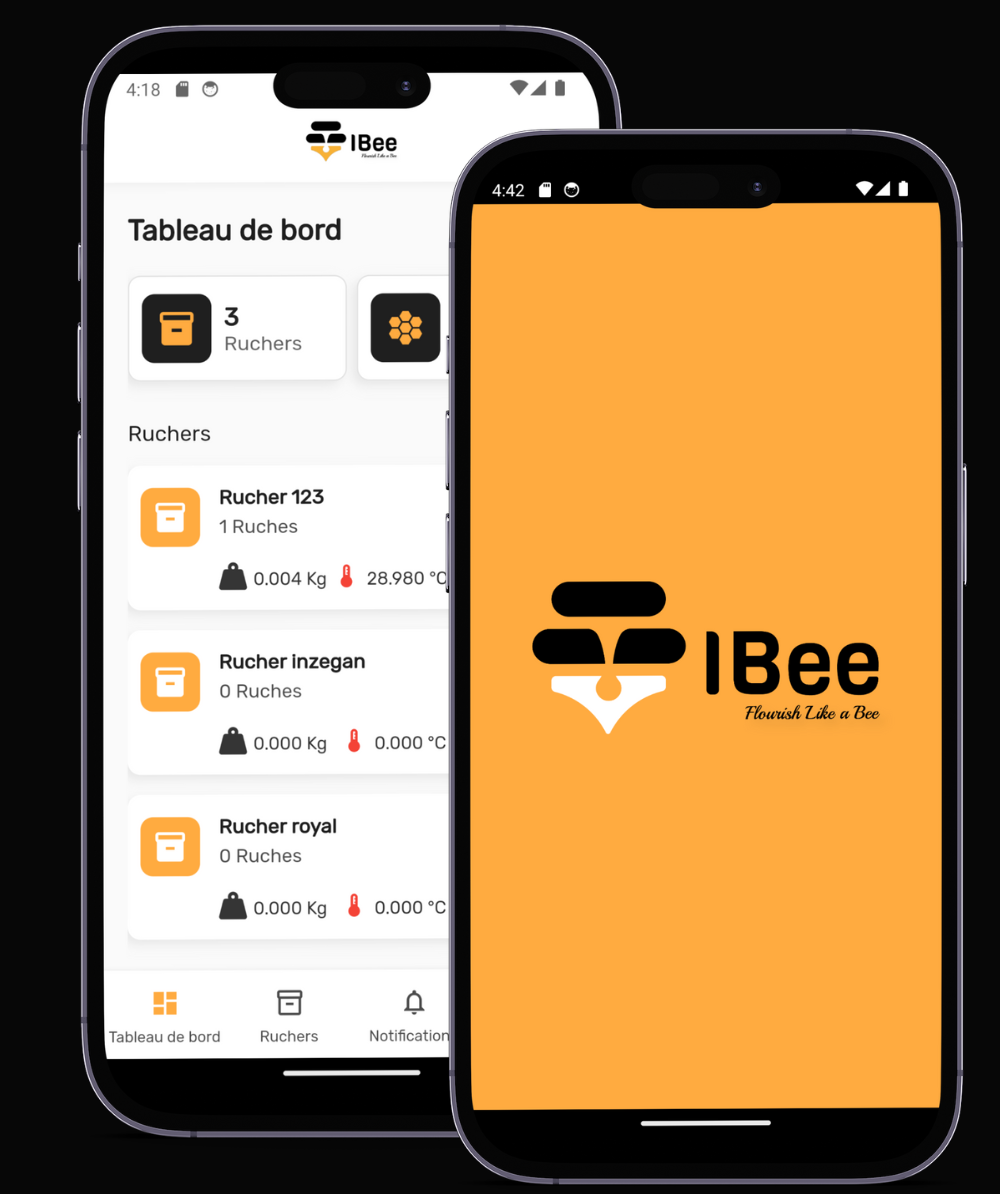 4:18
IBee
Flourish Like a Bee
Tableau de bord
3
Ruchers
Ruchers
Rucher 123
1 Ruches
0.004 Kg 28.980 °C
Rucher inzegan
0 Ruches
0.000 Kg 0.000 °C
Rucher royal
0 Ruches
0.000 Kg 0.000 °C
Tableau de bord Ruchers Notification
4:42
IBee
Flourish Like a Bee